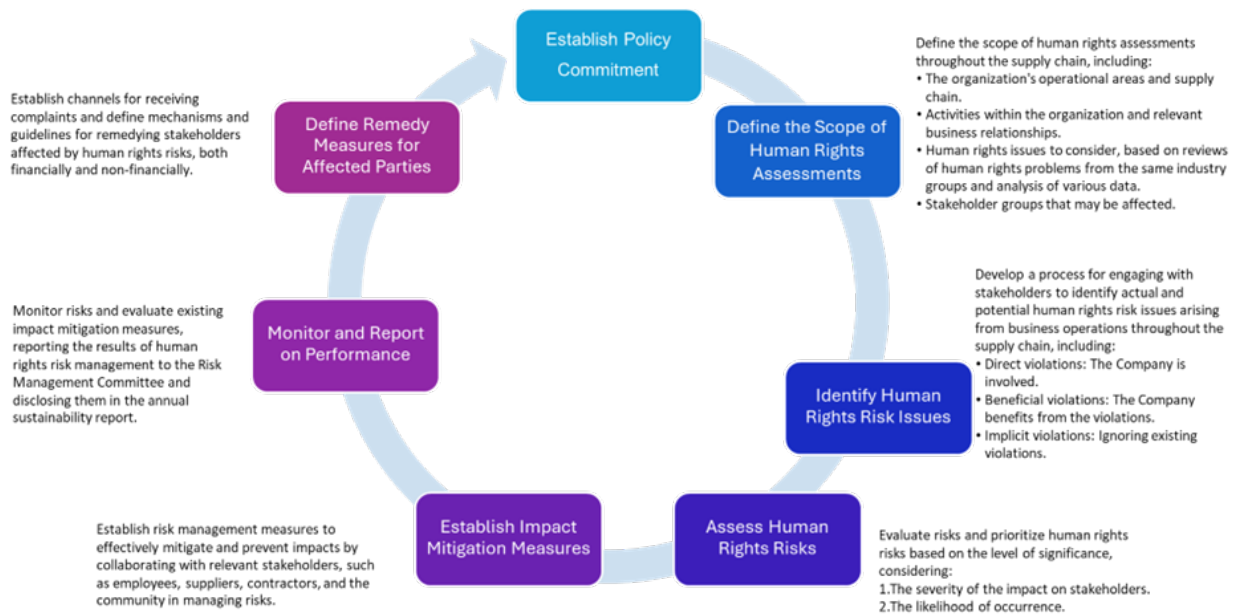 Establish Policy
Commitment
Define the Scope of
Human Rights
Assessments
Define the scope of human rights assessments
throughout the supply chain, including:
• The organization's operational areas and supply
chain.
• Activities within the organization and relevant
business relationships.
• Human rights issues to consider, based on reviews
of human rights problems from the same industry
groups and analysis of various data.
• Stakeholder groups that may be affected.
Identify Human
Rights Risk Issues
Develop a process for engaging with
stakeholders to identify actual and
potential human rights risk issues arising
from business operations throughout the
supply chain, including:
• Direct violations: The Company is
involved.
• Beneficial violations: The Company
benefits from the violations.
• Implicit violations: Ignoring existing
violations.
Assess Human
Rights Risks
Evaluate risks and prioritize human rights
risks based on the level of significance,
considering:
1.The severity of the impact on stakeholders.
2.The likelihood of occurrence.
Establish Impact
Mitigation Measures
Establish risk management measures to
effectively mitigate and prevent impacts by
collaborating with relevant stakeholders, such
as employees, suppliers, contractors, and the
community in managing risks.
Monitor and Report
on Performance
Monitor risks and evaluate existing
impact mitigation measures,
reporting the results of human
rights risk management to the Risk
Management Committee and
disclosing them in the annual
sustainability report.
Define Remedy
Measures for
Affected Parties
Establish channels for receiving
complaints and define mechanisms and
guidelines for remedying stakeholders
affected by human rights risks, both
financially and non-financially.